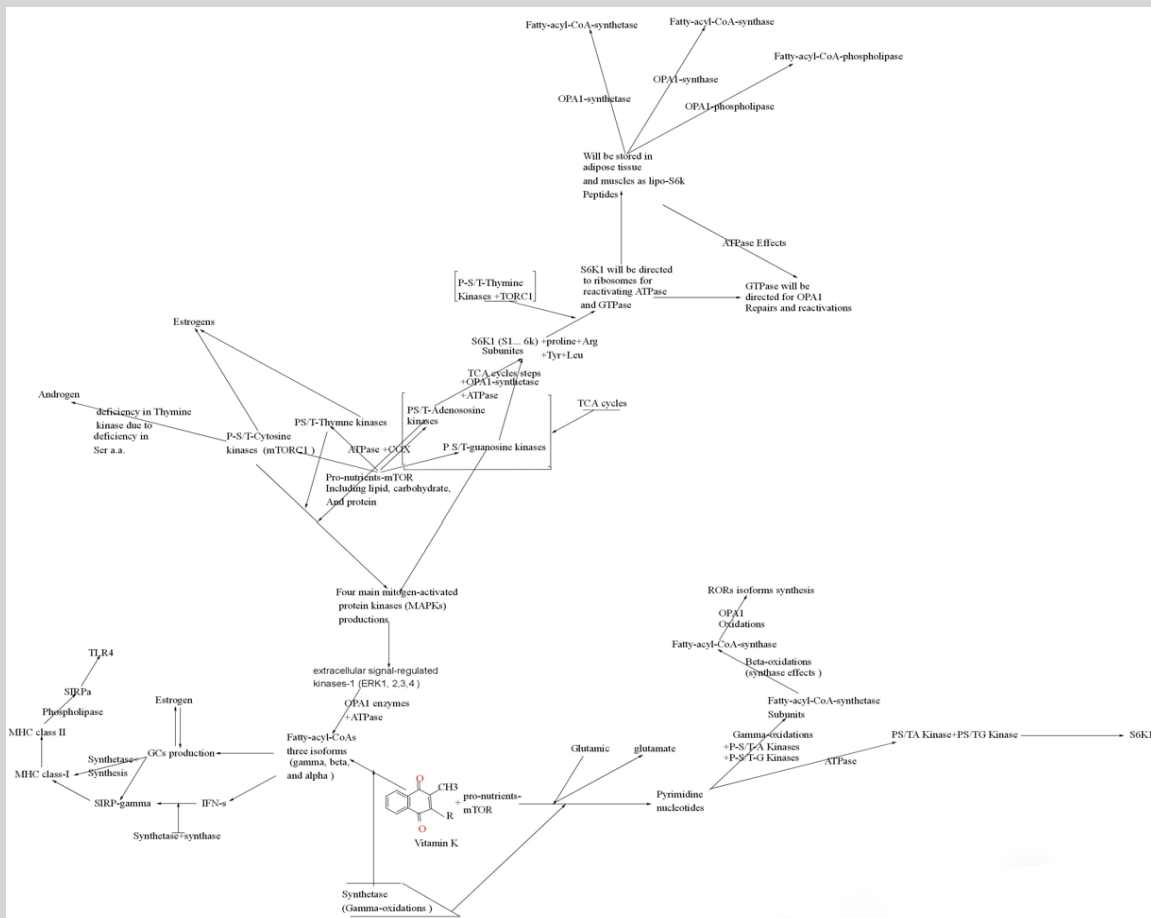 Fatty-acyl-CoA-synthetase
Fatty-acyl-CoA-synthase
Fatty-acyl-CoA-phospholipase
OPA1-synthase
OPA1-synthetase
OPA1-phospholipase
Will be stored in
adipose tissue
and muscles as lipo-S6k
Peptides
ATPase Effects
P-S/T-Thymine
Kinases +TORC1
S6K1 will be directed
to ribosomes for
reactivating ATPase
and GTPase
GTPase will be
directed for OPA1
Repairs and reactivations
Estrogens
S6K1 (S1... 6k) +proline+Arg
Subunites
+Tyr+Leu
TCA cycles steps
+OPA1-synthetase
+ATPase
Androgen
deficiency in Thymine
kinase due to
deficiency in
Ser a.a.
PS/T-Thymne kinases
PS/T-Adenososine
kinases
TCA cycles
P-S/T-Cytosine
kinases (mTORC1 )
ATPase +COX
P S/T-guanosine kinases
Pro-nutrients-mTOR
Including lipid, carbohydrate,
And protein
Four main mitogen-activated
protein kinases (MAPKs)
productions
RORs isoforms synthesis
OPA1
Oxidations
Fatty-acyl-CoA-synthase
Beta-oxidations
(synthase effects )
TLR4
SIRPa
Phospholipase
extracellular signal-regulated
kinases-1 (ERK1, 2,3,4 )
Estrogen
OPA1 enzymes
+ATPase
Fatty-acyl-CoA-synthetase
Subunits
MHC class II
GCs production
Fatty-acyl-CoAs
three isoforms
(gamma, beta,
and alpha )
Glutamic
glutamate
Gamma-oxidations
+P-S/T-A Kinases
+P-S/T-G Kinases
ATPase
PS/TA Kinase+PS/TG Kinase
S6K1
Synthetase+
Synthesis
MHC class-I
SIRP-gamma
IFN-s
O
CH3
R
O
+
pro-nutrients-
mTOR
Pyrimidine
nucleotides
Synthetase+synthase
Vitamin K
Synthetase
(Gamma-oxidations )